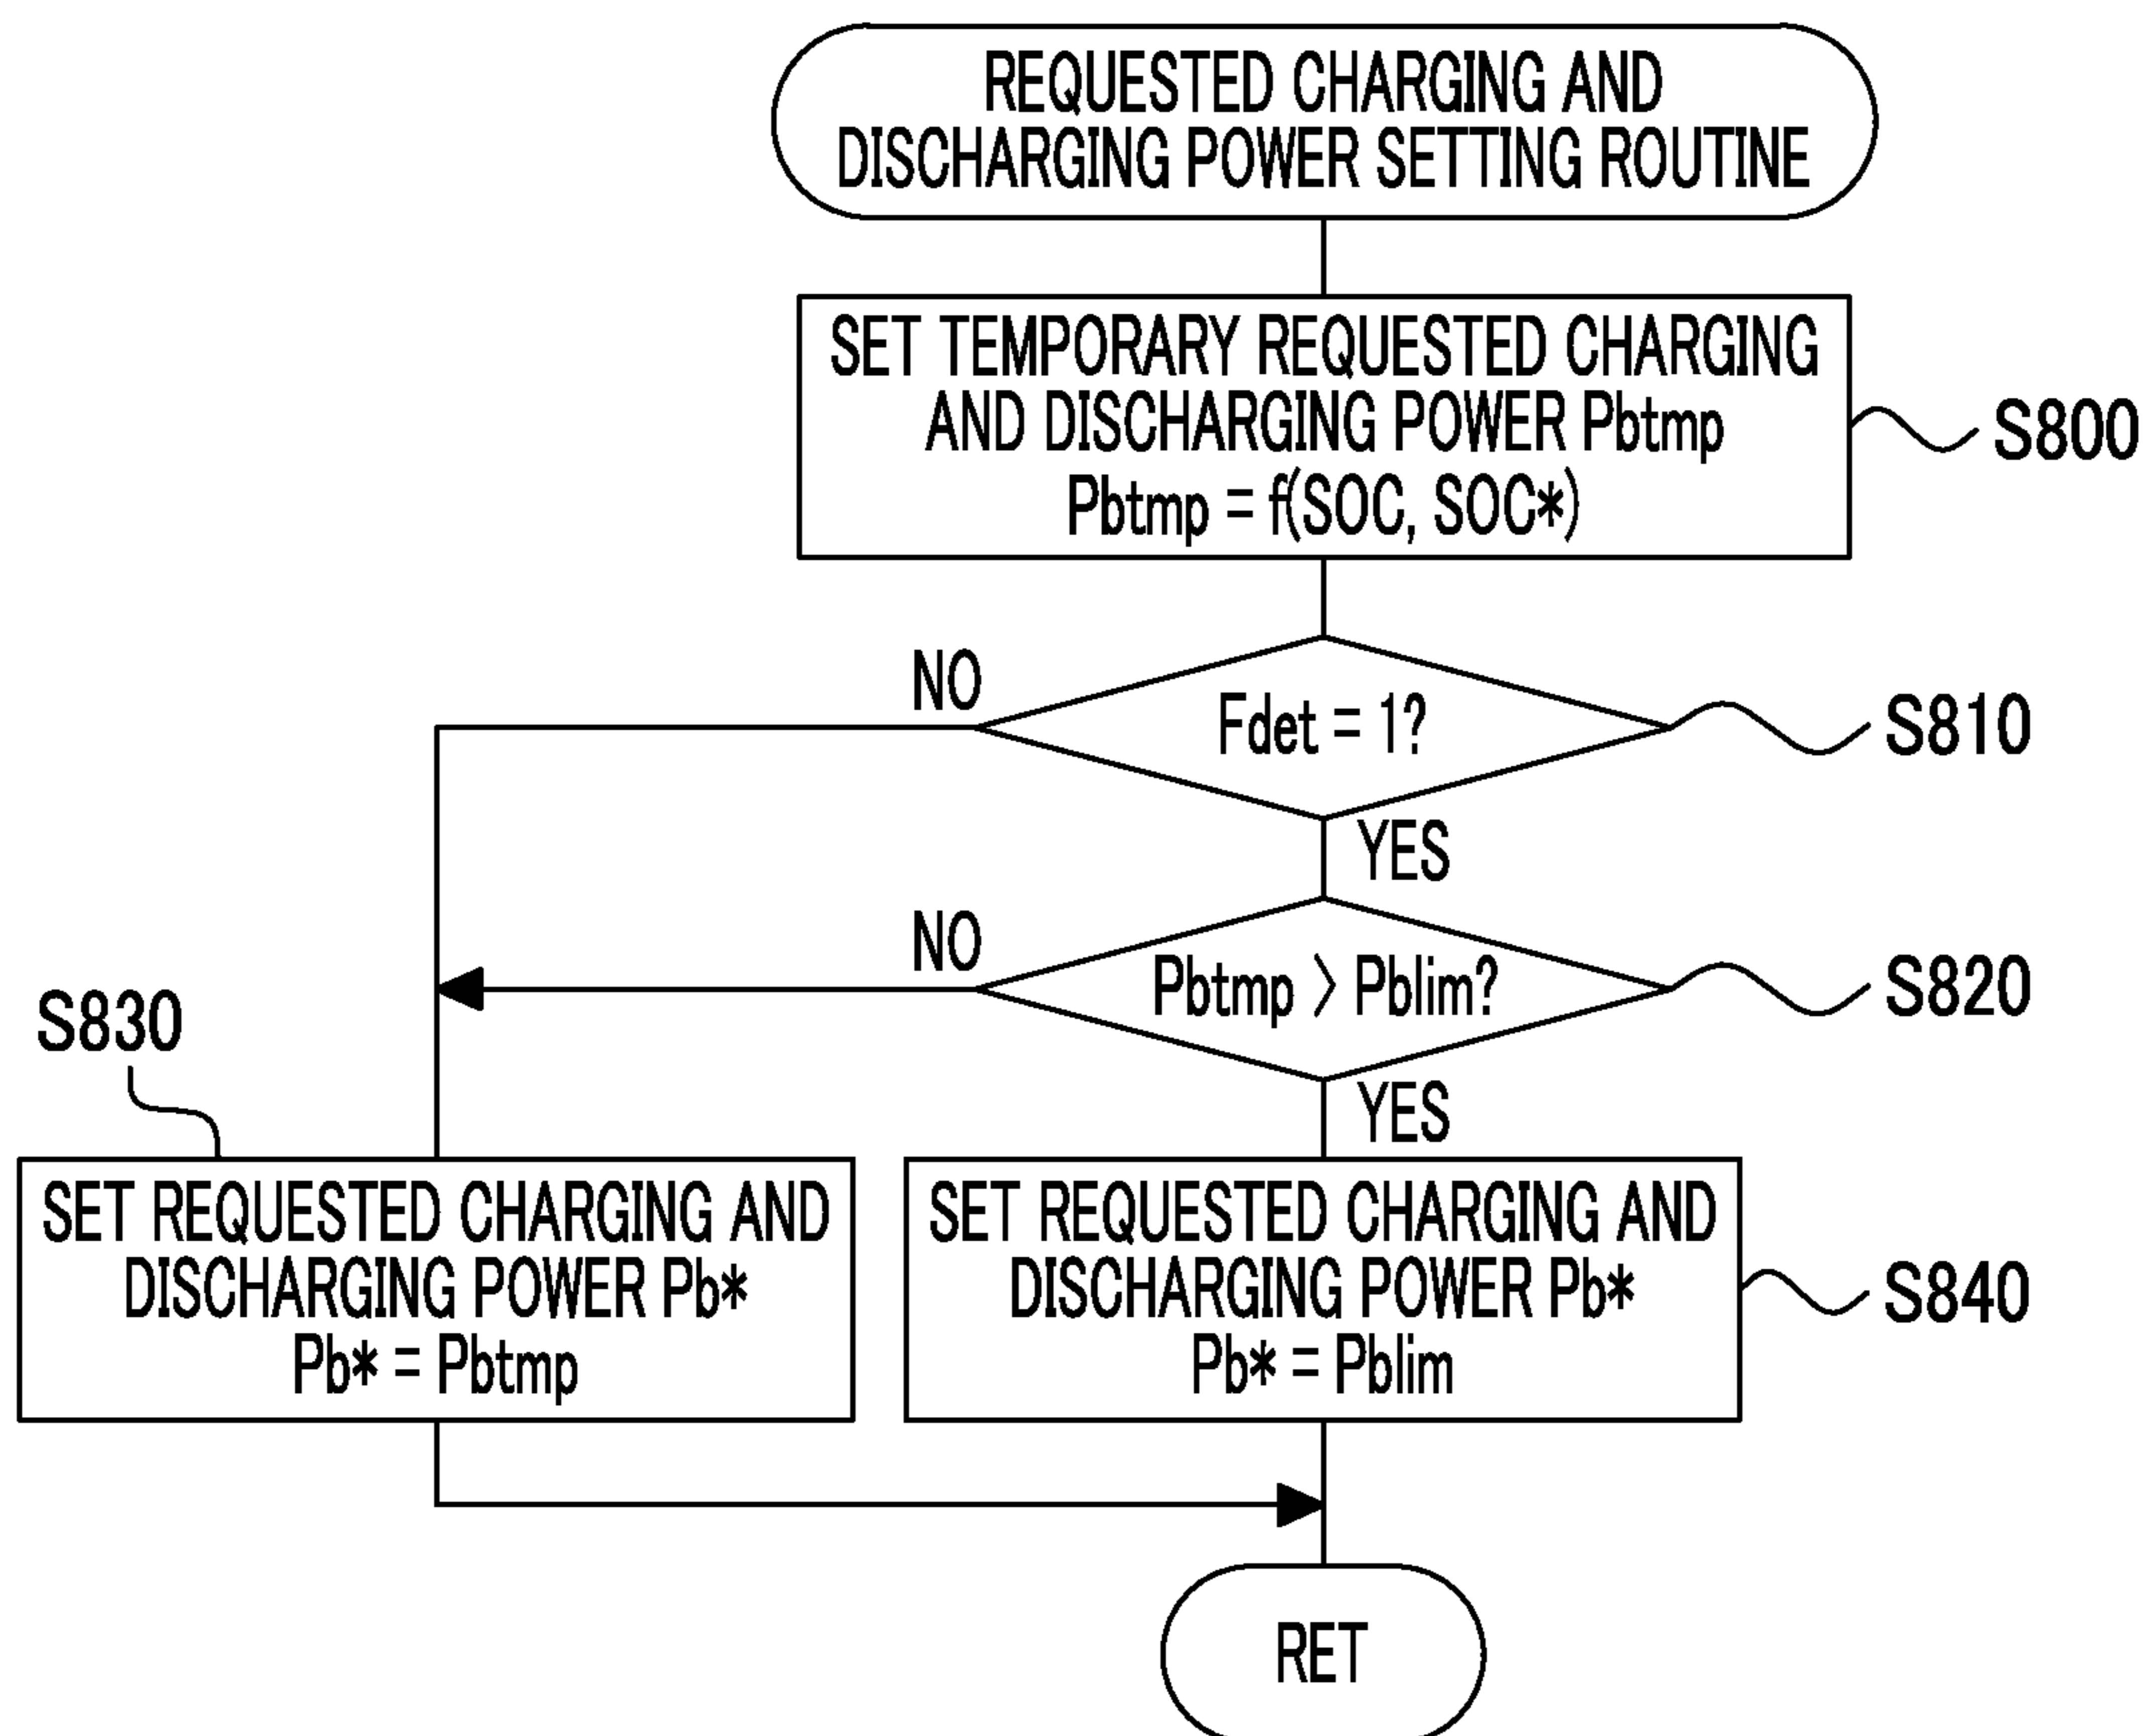 REQUESTED CHARGING AND
DISCHARGING POWER SETTING ROUTINE
SET TEMPORARY REQUESTED CHARGING
AND DISCHARGING POWER Pbtmp
Pbtmp = f(SOC, SOC*)
S800
NO
Fdet = 1?
S810
YES
NO
Pbtmp > Pblim?
S820
YES
S830
SET REQUESTED CHARGING AND
DISCHARGING POWER Pb*
Pb* = Pbtmp
SET REQUESTED CHARGING AND
DISCHARGING POWER Pb*
Pb* = Pblim
S840
RET